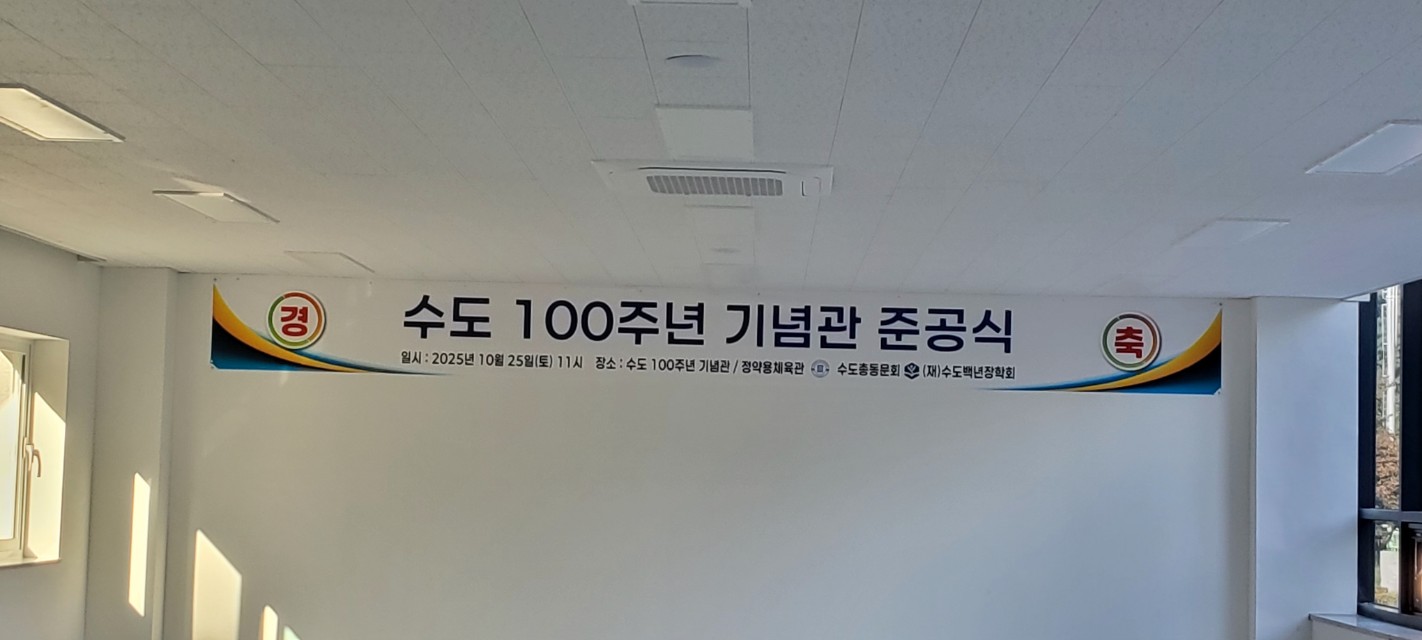 경 수도 100주년 기념관 준공식 축
일시 : 2025년 10월 25일(토) 11시 장소 : 수도 100주년 기념관 / 정약용체육관 수도총동문회 (재)수도백년장학회